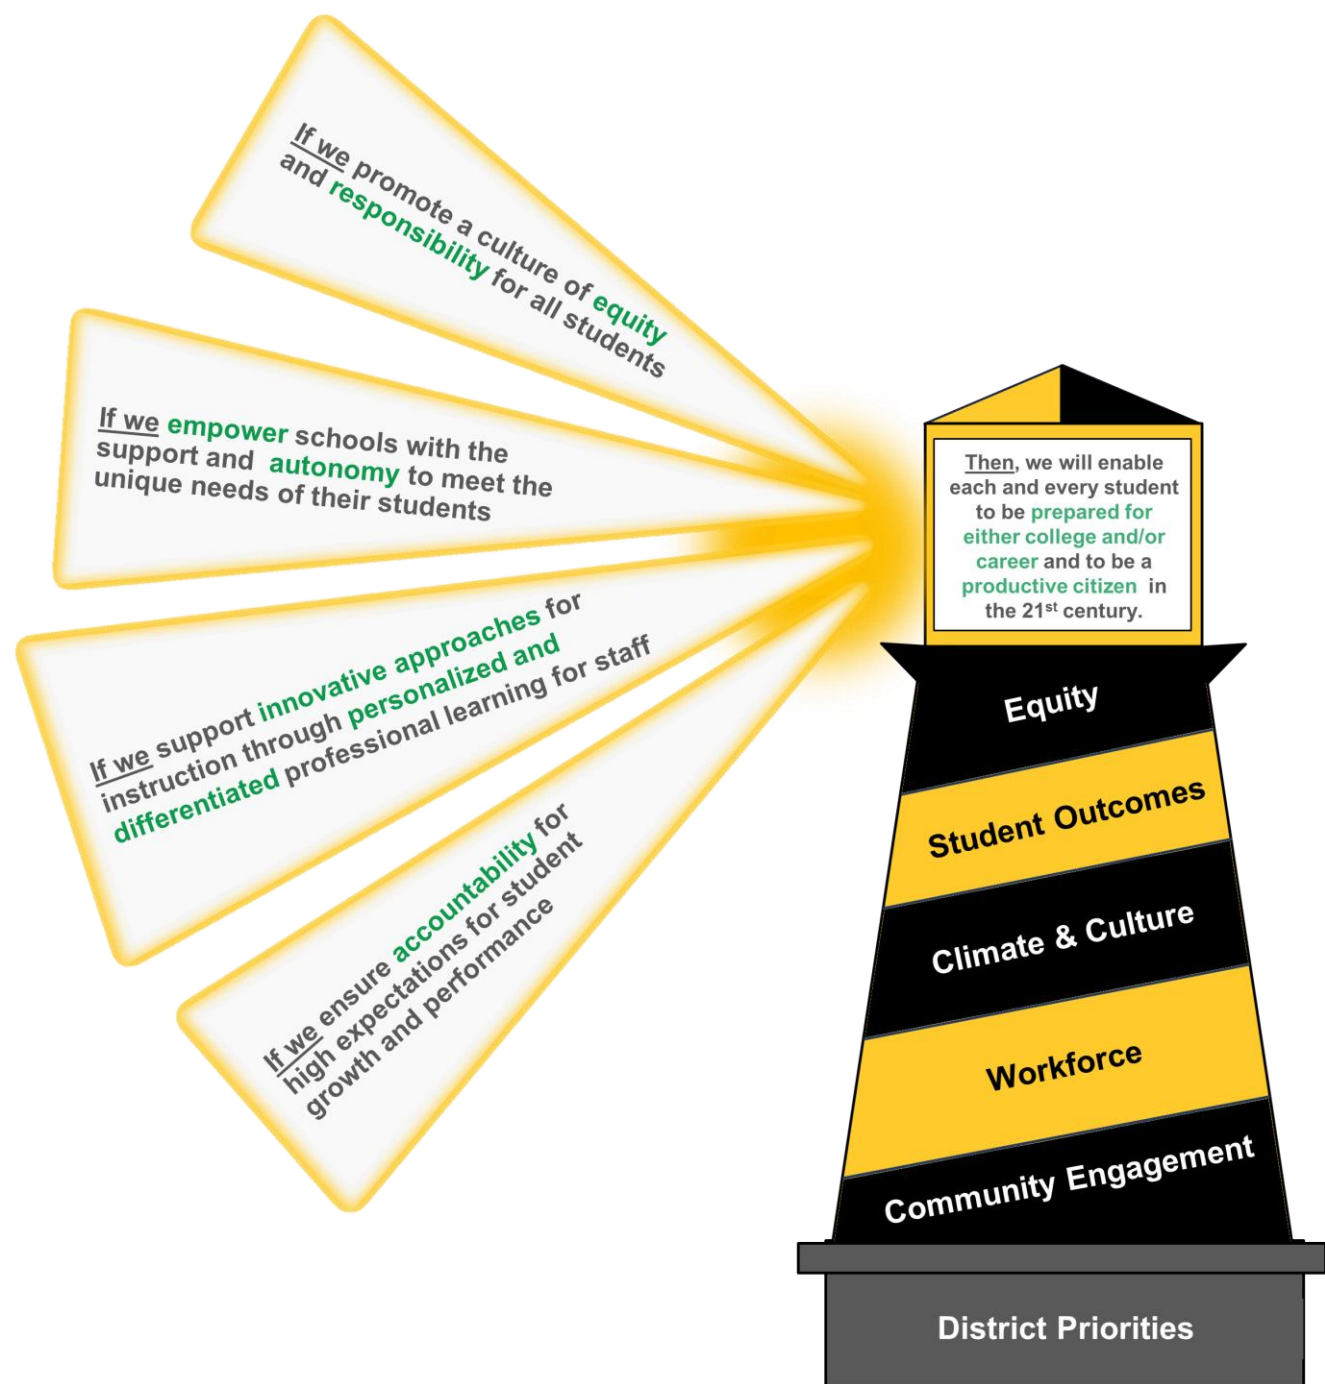 If we promote a culture of equity
and responsibility for all students
If we empower schools with the
support and autonomy to meet the
unique needs of their students
If we support innovative approaches for
instruction through personalized and
differentiated professional learning for staff
If we ensure accountability for
high expectations for student
growth and performance
Then, we will enable
each and every student
to be prepared for
either college and/or
career and to be a
productive citizen in
the 21st century.
Equity
Student Outcomes
Climate & Culture
Workforce
Community Engagement
District Priorities